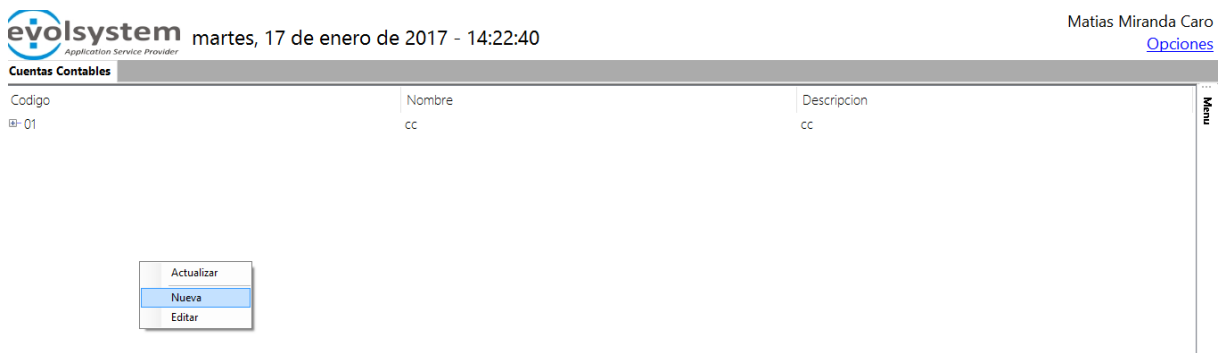 evolsystem
Application Service Provider
martes, 17 de enero de 2017 - 14:22:40
Matias Miranda Caro
Opciones
Cuentas Contables
Codigo Nombre Descripcion
01 cc cc
Menu
Actualizar
Nueva
Editar